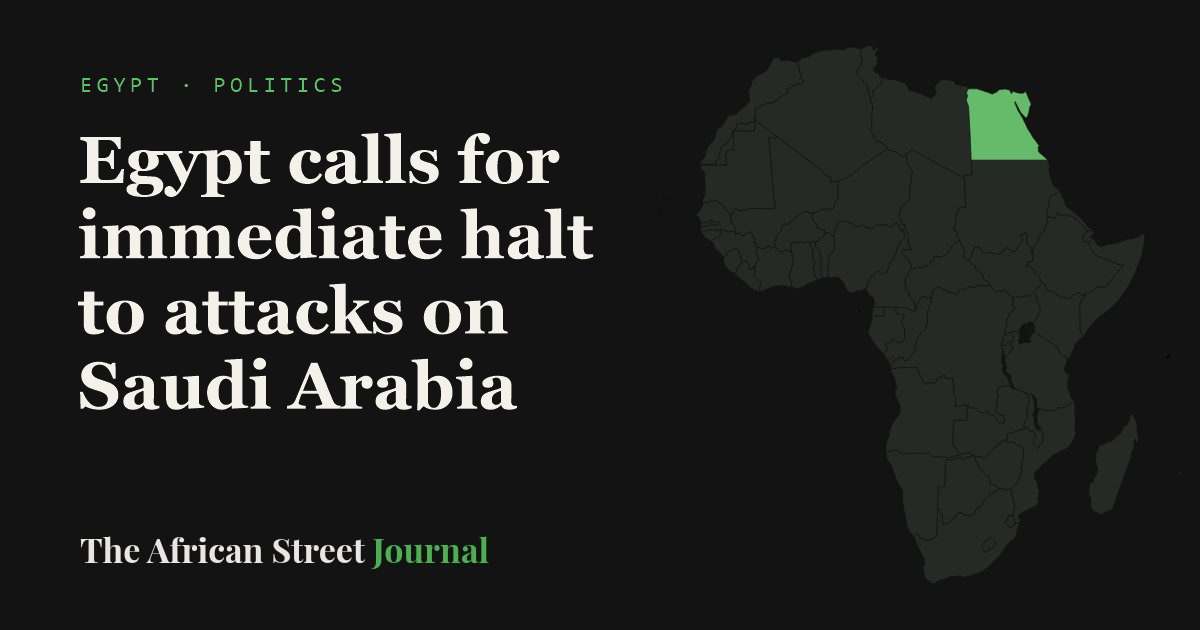 EGYPT · POLITICS
Egypt calls for
immediate halt
to attacks on
Saudi Arabia
The African Street Journal